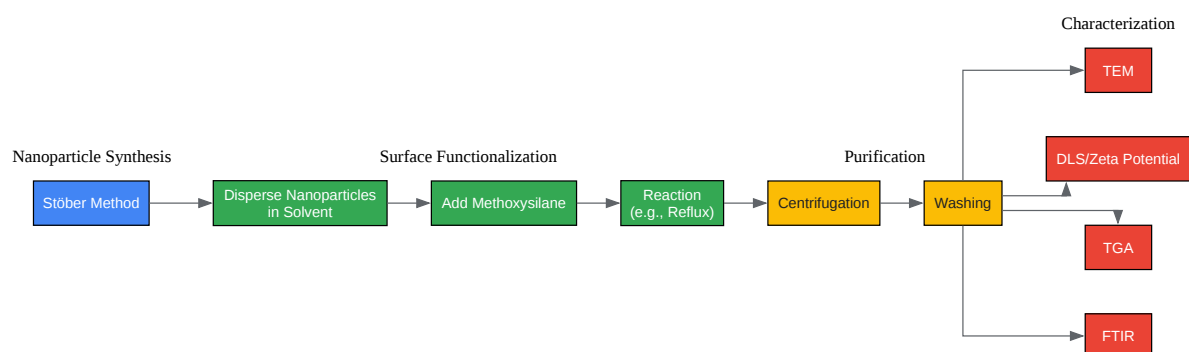 Characterization
TEM
Nanoparticle Synthesis
Surface Functionalization
Purification
DLS/Zeta Potential
Stöber Method
Disperse Nanoparticles
in Solvent
Add Methoxysilane
Reaction
(e.g., Reflux)
Centrifugation
Washing
TGA
FTIR